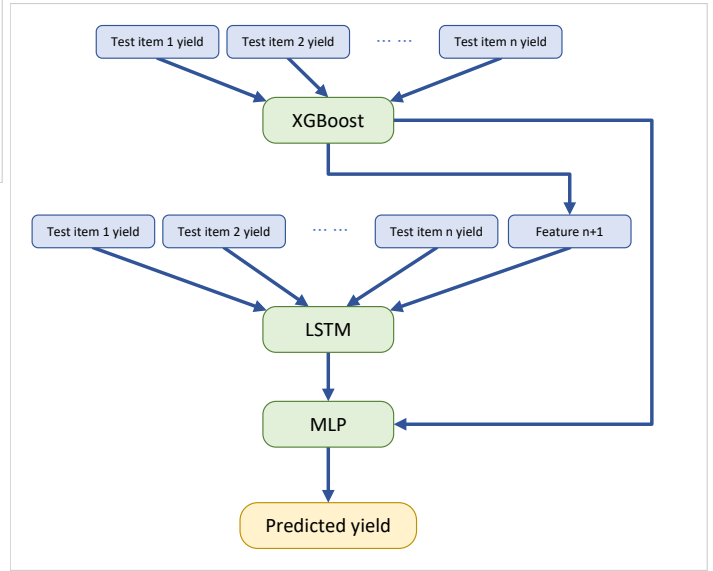 Test item 1 yield
Test item 2 yield
... ...
Test item n yield
XGBoost
Test item 1 yield
Test item 2 yield
... ...
Test item n yield
Feature n+1
LSTM
MLP
Predicted yield